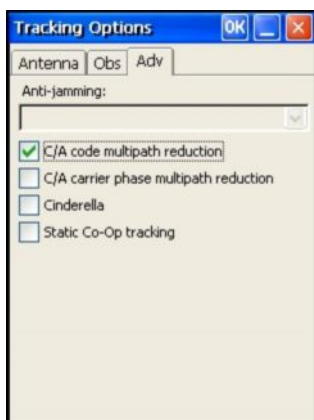 Tracking Options OK
Antenna Obs Adv
Anti-jamming:
C/A code multipath reduction
C/A carrier phase multipath reduction
Cinderella
Static Co-Op tracking